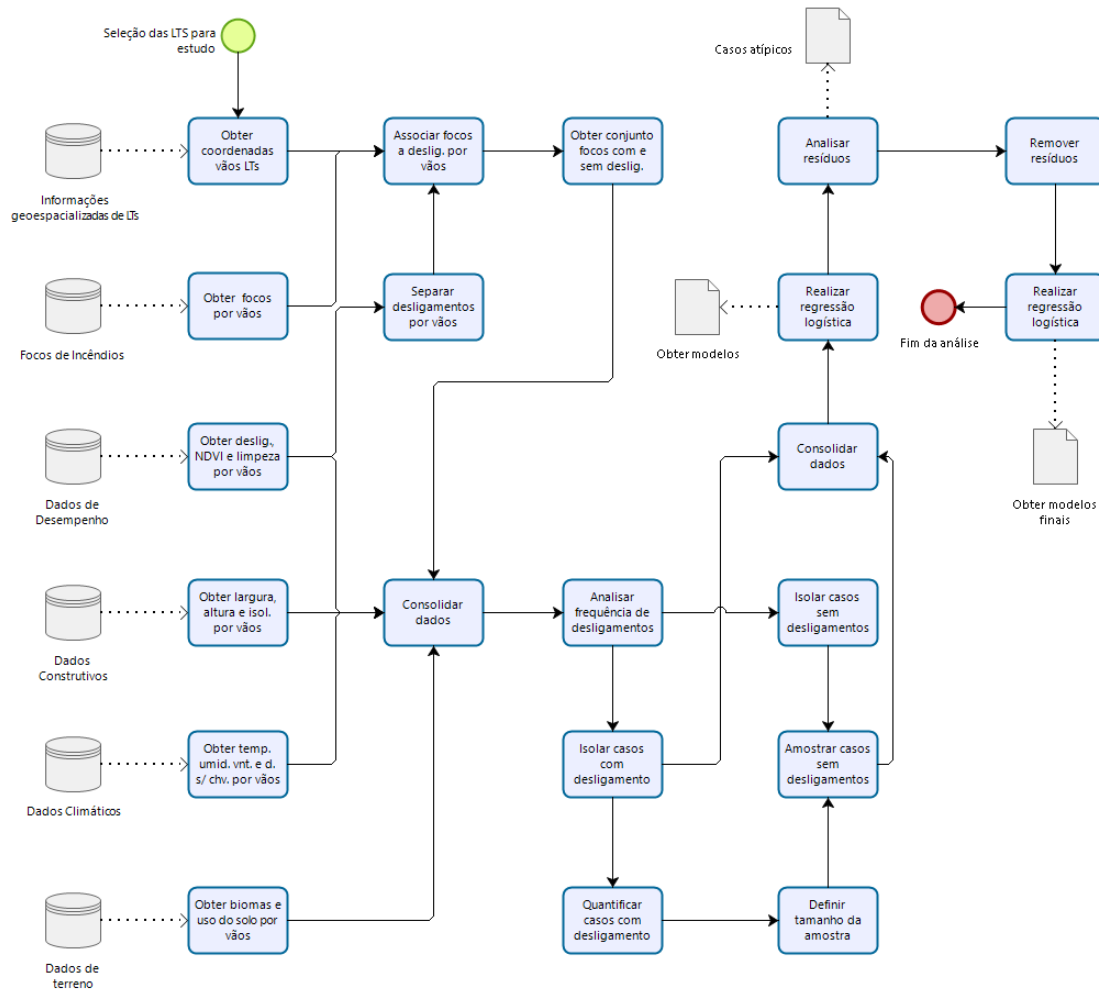 Seleção das LTS para
estudo
Casos atípicos
Obter
coordenadas
vãos LTs
Associar focos
a deslig. por
vãos
Obter conjunto
focos com e
sem deslig.
Analisar
resíduos
Remover
resíduos
Informações
geoespacializadas de LTs
Obter focos
por vãos
Separar
desligamentos
por vãos
Realizar
regressão
logística
Realizar
regressão
logística
Focos de Incêndios
Obter modelos
Fim da análise
Obter deslig.,
NDVI e limpeza
por vãos
Consolidar
dados
Dados de
Desempenho
Obter modelos
finais
Obter largura,
altura e isol.
por vãos
Consolidar
dados
Analisar
frequência de
desligamentos
Isolar casos
sem
desligamentos
Dados
Construtivos
Obter temp.
umid. vnt. e d.
s/ chv. por vãos
Isolar casos
com
desligamento
Amostrar casos
sem
desligamentos
Dados Climáticos
Obter biomas e
uso do solo por
vãos
Quantificar
casos com
desligamento
Definir
tamanho da
amostra
Dados de
terreno